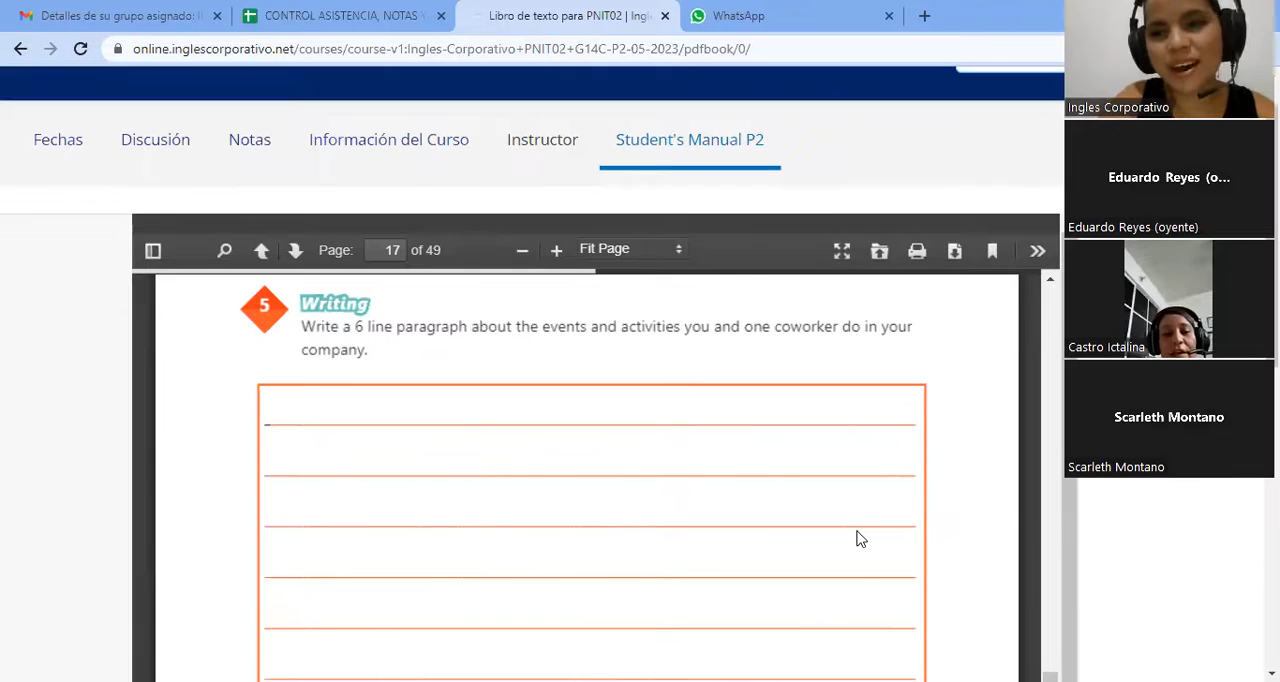 Detalles de su grupo asignado: I
CONTROL ASISTENCIA, NOTAS Y
Libro de texto para PNIT02 | Ingle
WhatsApp
online.inglescorporativo.net/courses/course-v1:Ingles-Corporativo+PNIT02+G14C-P2-05-2023/pdfbook/0/
Ingles Corporativo
Fechas
Discusión
Notas
Información del Curso
Instructor
Student's Manual P2
Eduardo Reyes (o...
Eduardo Reyes (oyente)
Page: 17 of 49
Fit Page
5
Writing
Write a 6 line paragraph about the events and activities you and one coworker do in your
company.
Castro Ictalina
Scarleth Montano
Scarleth Montano